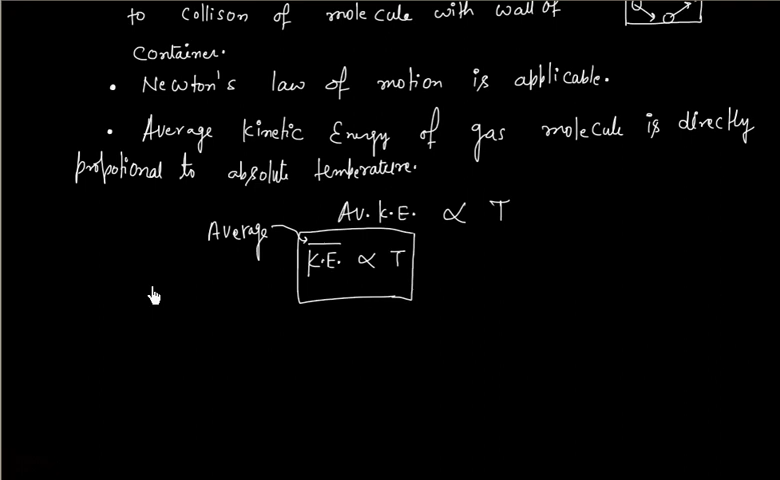 to collison of molecule with wall of
container.
• Newton's law of motion is applicable.
• Average kinetic Energy of gas molecule is directly
propotional to absolute temperature.
Av. K.E. ∝ T
Average
K.E. ∝ T